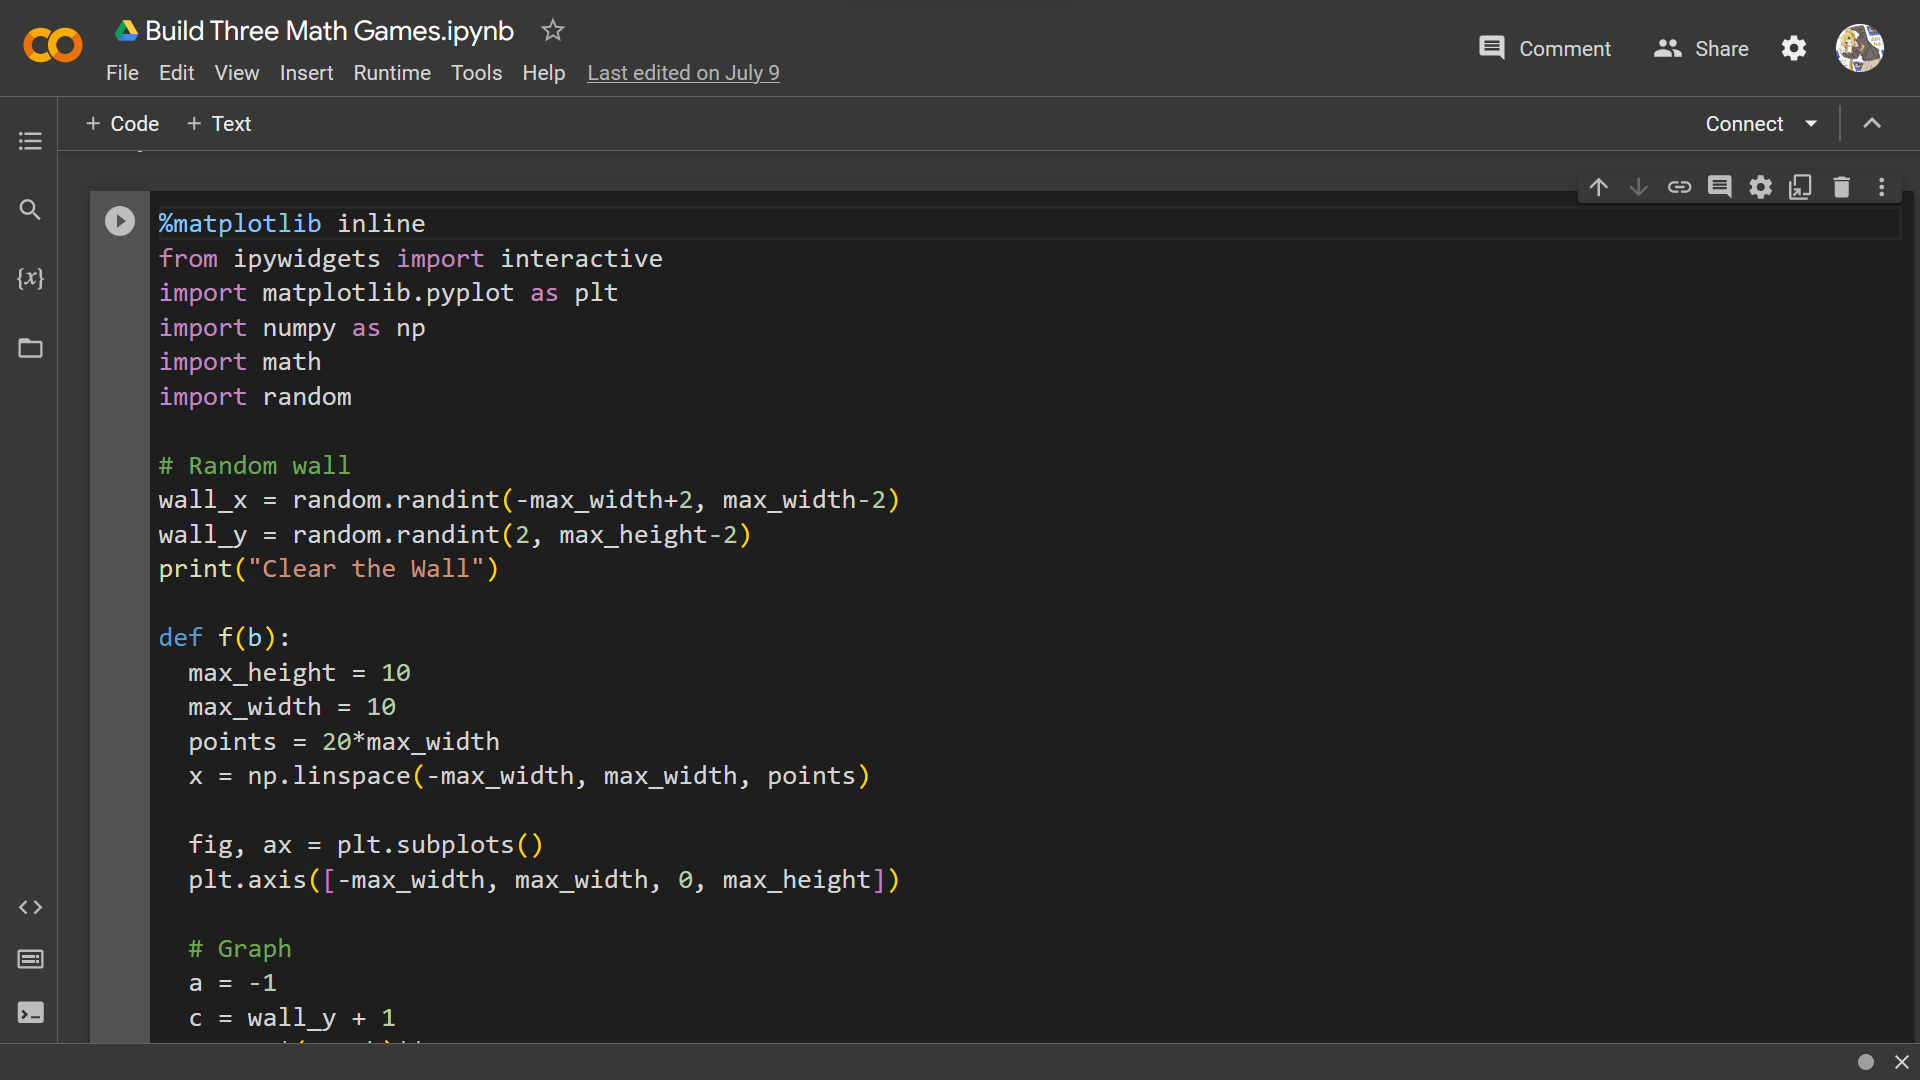 Build Three Math Games.ipynb
File Edit View Insert Runtime Tools Help Last edited on July 9
Comment Share
+ Code + Text
Connect
{x}
%matplotlib inline
from ipywidgets import interactive
import matplotlib.pyplot as plt
import numpy as np
import math
import random
# Random wall
wall_x = random.randint(-max_width+2, max_width-2)
wall_y = random.randint(2, max_height-2)
print("Clear the Wall")
def f(b):
  max_height = 10
  max_width = 10
  points = 20*max_width
  x = np.linspace(-max_width, max_width, points)
  fig, ax = plt.subplots()
  plt.axis([-max_width, max_width, 0, max_height])
  # Graph
  a = -1
  c = wall_y + 1